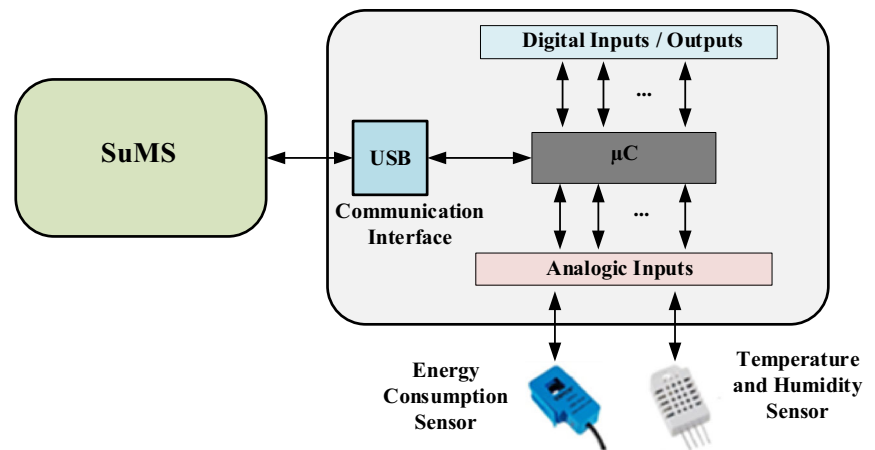 Digital Inputs / Outputs
...
SuMS
USB
μC
Communication
Interface
...
Analogic Inputs
Energy
Consumption
Sensor
Temperature
and Humidity
Sensor